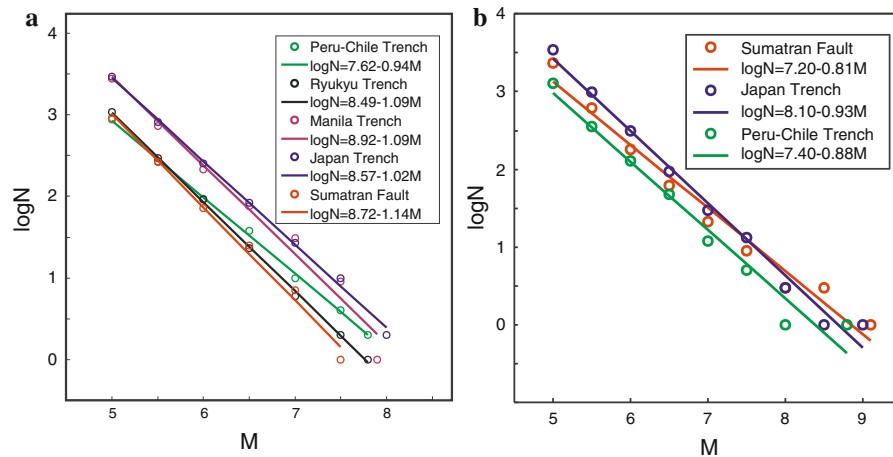 a
Peru-Chile Trench
logN=7.62-0.94M
Ryukyu Trench
logN=8.49-1.09M
Manila Trench
logN=8.92-1.09M
Japan Trench
logN=8.57-1.02M
Sumatran Fault
logN=8.72-1.14M
4
3
2
1
0
logN
5 6 7 8
M
b
Sumatran Fault
logN=7.20-0.81M
Japan Trench
logN=8.10-0.93M
Peru-Chile Trench
logN=7.40-0.88M
4
3
2
1
0
logN
5 6 7 8 9
M